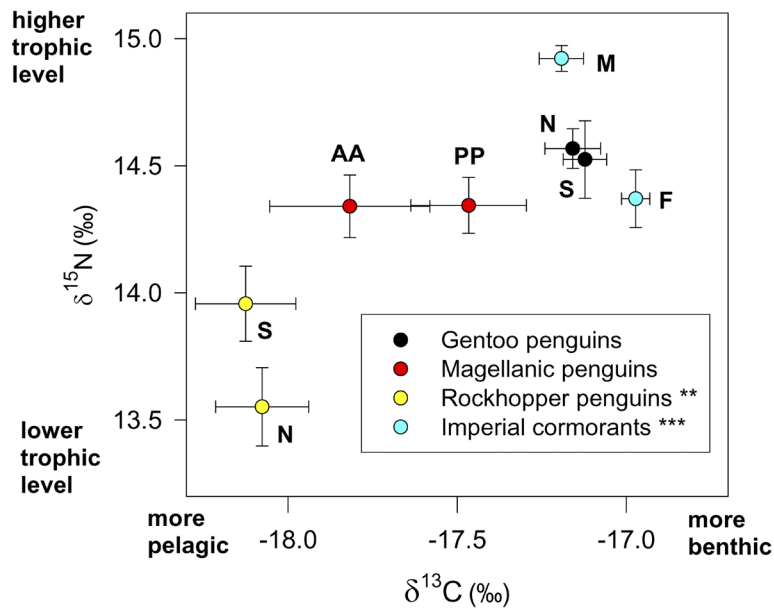 higher
trophic
level
15.0
M
N
AA
PP
14.5
S
F
δ15N (‰)
14.0
S
Gentoo penguins
Magellanic penguins
Rockhopper penguins **
Imperial cormorants ***
13.5
N
lower
trophic
level
more
pelagic
-18.0
-17.5
-17.0
more
benthic
δ13C (‰)